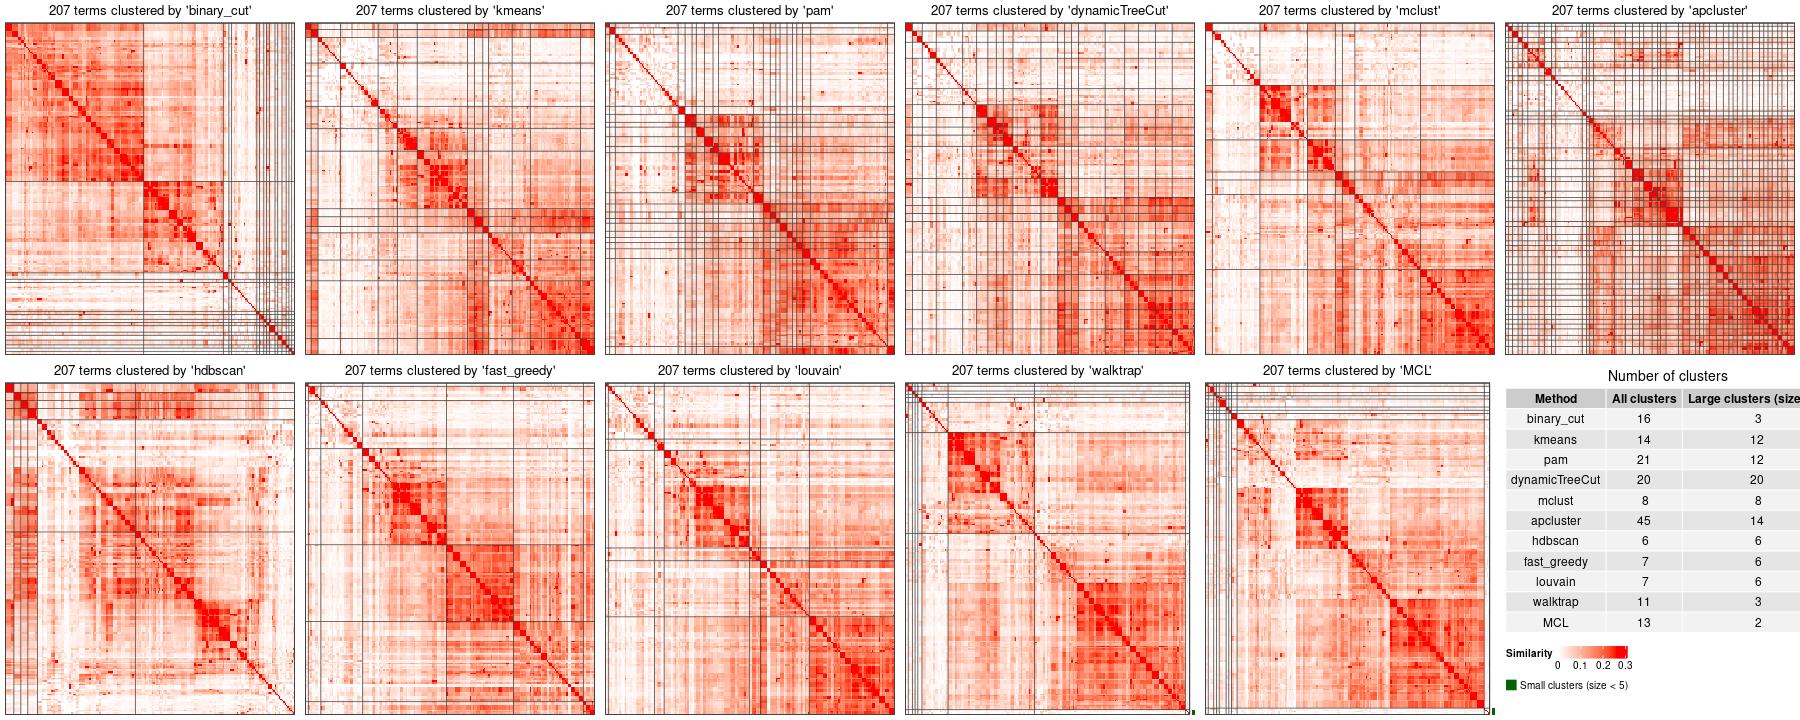 207 terms clustered by 'binary_cut'
207 terms clustered by 'kmeans'
207 terms clustered by 'pam'
207 terms clustered by 'dynamicTreeCut'
207 terms clustered by 'mclust'
207 terms clustered by 'apcluster'
207 terms clustered by 'hdbscan'
207 terms clustered by 'fast_greedy'
207 terms clustered by 'louvain'
207 terms clustered by 'walktrap'
207 terms clustered by 'MCL'
Number of clusters
Method All clusters Large clusters (size
binary_cut 16 3
kmeans 14 12
pam 21 12
dynamicTreeCut 20 20
mclust 8 8
apcluster 45 14
hdbscan 6 6
fast_greedy 7 6
louvain 7 6
walktrap 11 3
MCL 13 2
Similarity
0 0.1 0.2 0.3
Small clusters (size < 5)